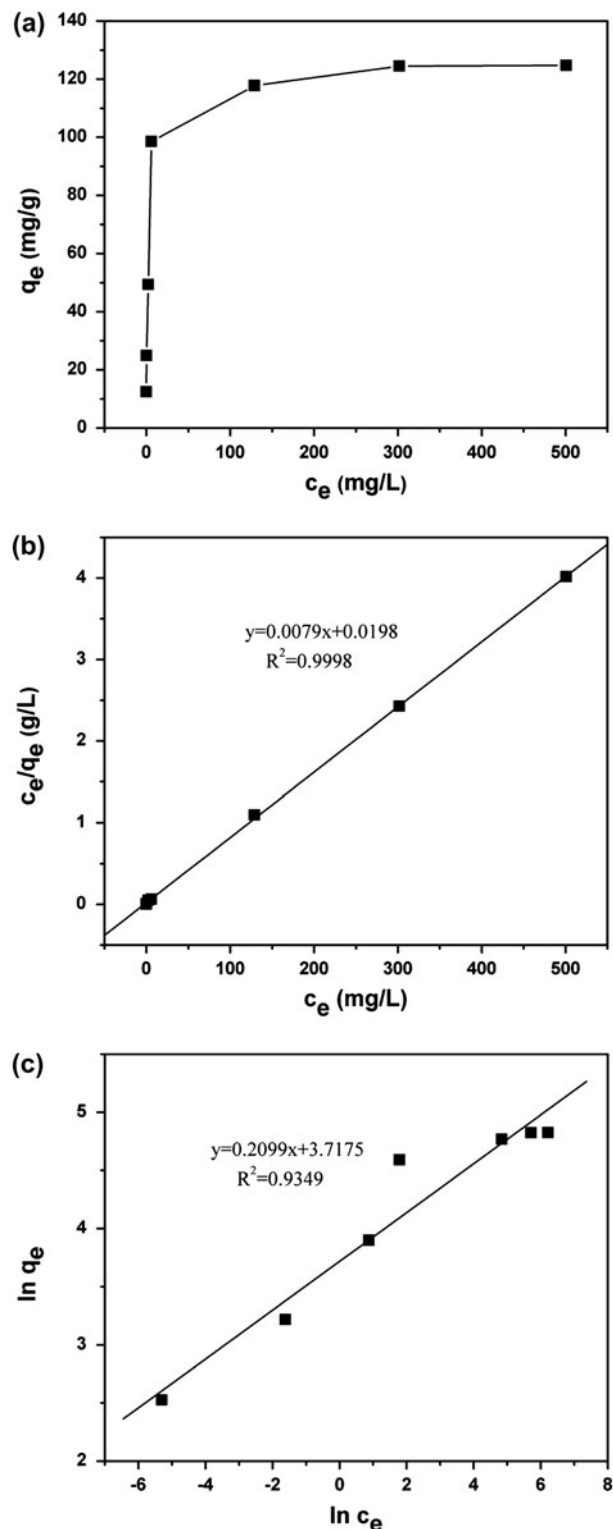 (a)
140
120
100
80
60
40
20
0
qe (mg/g)
0 100 200 300 400 500
ce (mg/L)
(b)
4
3
2
1
0
ce/qe (g/L)
y=0.0079x+0.0198
R²=0.9998
0 100 200 300 400 500
ce (mg/L)
(c)
5
4
3
2
ln qe
y=0.2099x+3.7175
R²=0.9349
-6 -4 -2 0 2 4 6 8
ln ce